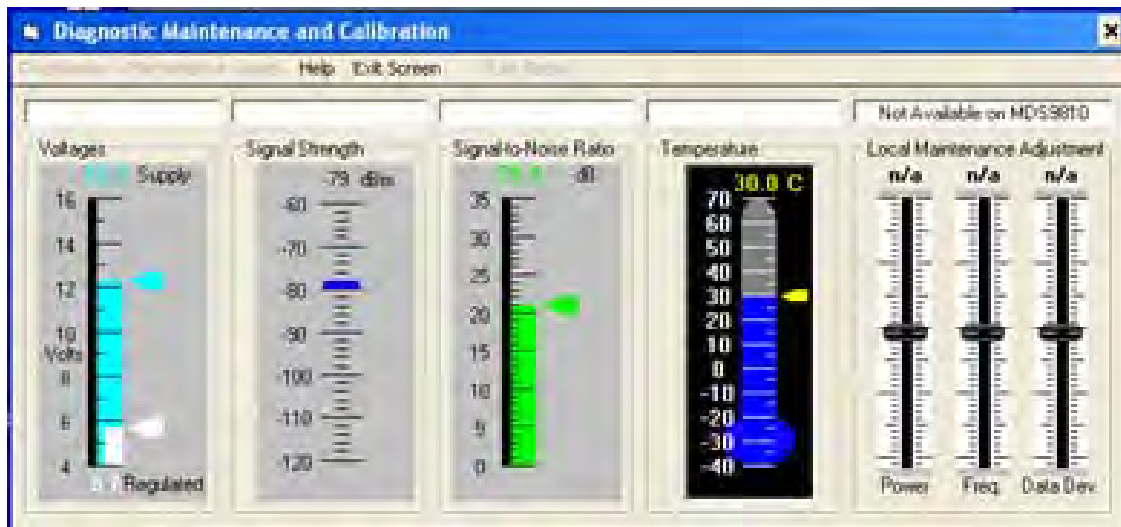 Diagnostic Maintenance and Calibration
Help Exit Screen
Not Available on MDS9810
Voltages
Supply
16
14
12
10
Volts
8
6
4
Regulated
Signal Strength
-79 dBm
-60
-70
-80
-90
-100
-110
-120
Signal-to-Noise Ratio
dB
35
30
25
20
15
10
5
0
Temperature
30.0 C
70
60
50
40
30
20
10
0
-10
-20
-30
-40
Local Maintenance Adjustment
n/a n/a n/a
Power Freq. Data Dev.